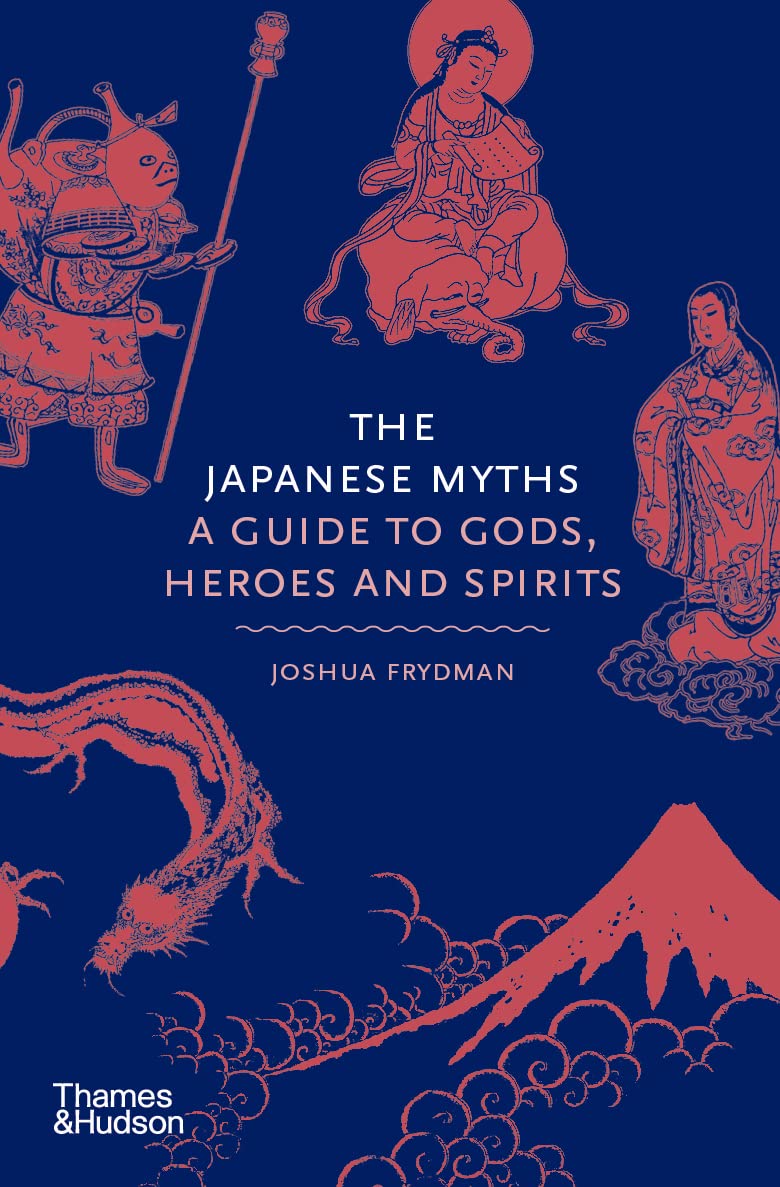 THE
JAPANESE MYTHS
A GUIDE TO GODS,
HEROES AND SPIRITS
JOSHUA FRYDMAN
Thames
&Hudson